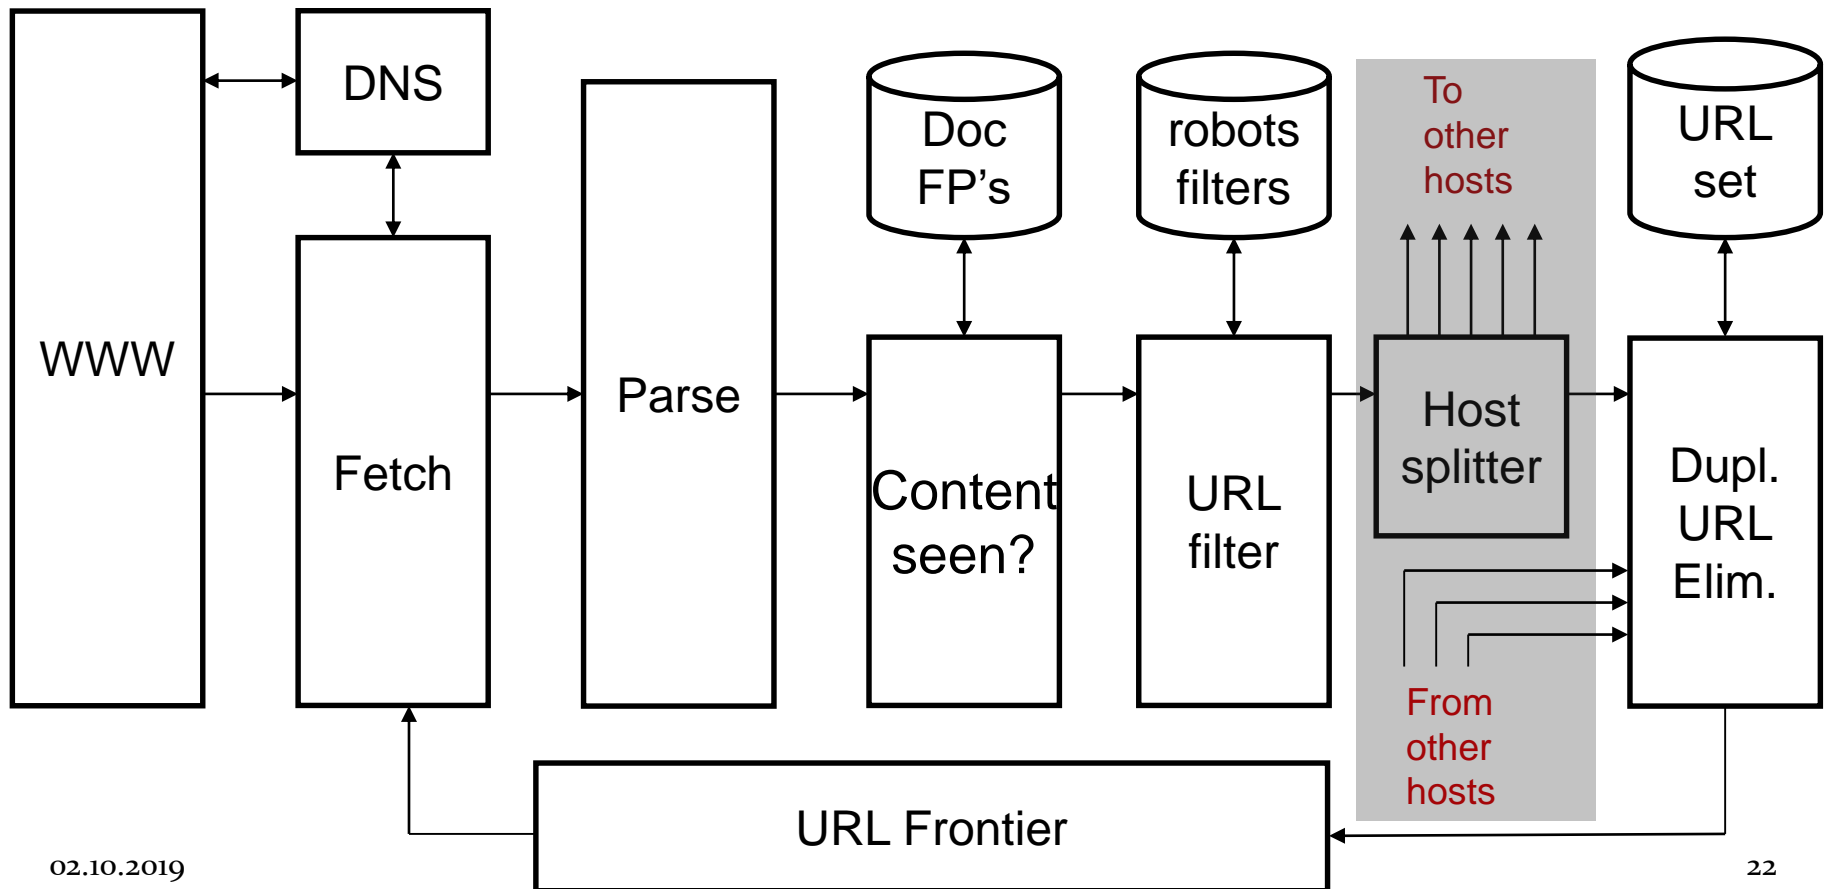 WWW
DNS
Fetch
Parse
Doc
FP's
Content
seen?
robots
filters
URL
filter
To
other
hosts
Host
splitter
From
other
hosts
URL
set
Dupl.
URL
Elim.
URL Frontier
02.10.2019
22